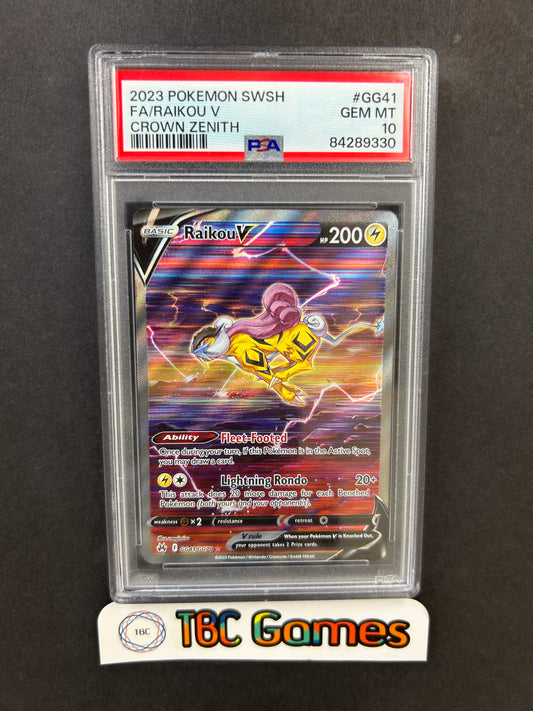 2023 POKEMON SWSH #GG41
FA/RAIKOU V GEM MT
CROWN ZENITH 10
PSA 84289330
BASIC Raikou V HP 200
Ability Fleet-Footed
Once during your turn, if this Pokémon is in the Active Spot,
you may draw a card.
Lightning Rondo 20+
This attack does 20 more damage for each Benched
Pokémon (both yours and your opponent's).
weakness ×2 resistance retreat
V rule When your Pokémon V is Knocked Out,
your opponent takes 2 Prize cards.
GG41/GG70
©2023 Pokémon / Nintendo / Creatures / GAME FREAK
TBC TBC Games